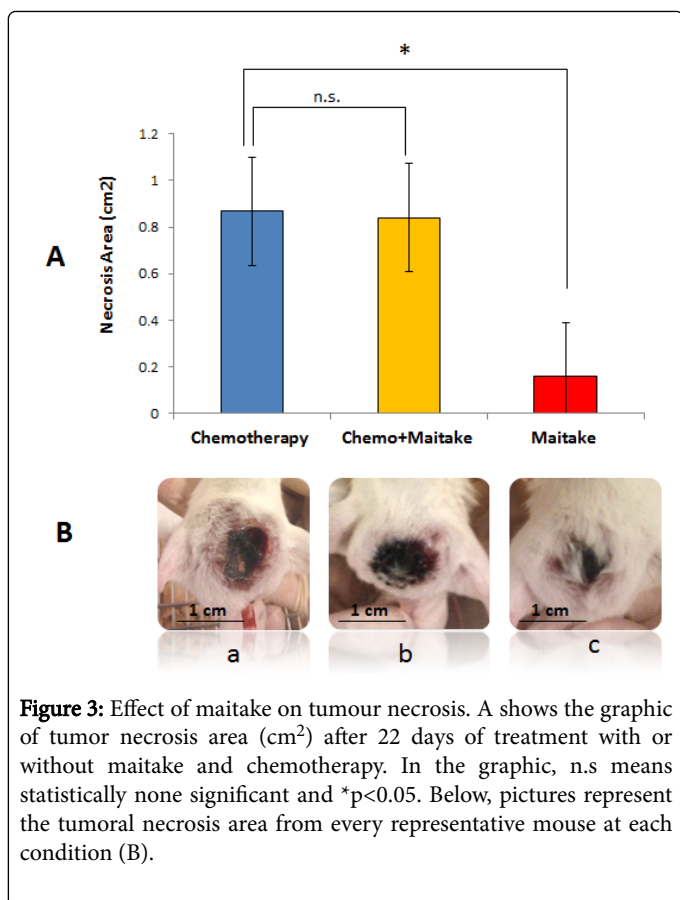 *
n.s.
1.2
1
0.8
0.6
0.4
0.2
0
Necrosis Area (cm2)
A
Chemotherapy Chemo+Maitake Maitake
B
1 cm 1 cm 1 cm
a b c
Figure 3: Effect of maitake on tumour necrosis. A shows the graphic
of tumor necrosis area (cm²) after 22 days of treatment with or
without maitake and chemotherapy. In the graphic, n.s means
statistically none significant and *p<0.05. Below, pictures represent
the tumoral necrosis area from every representative mouse at each
condition (B).